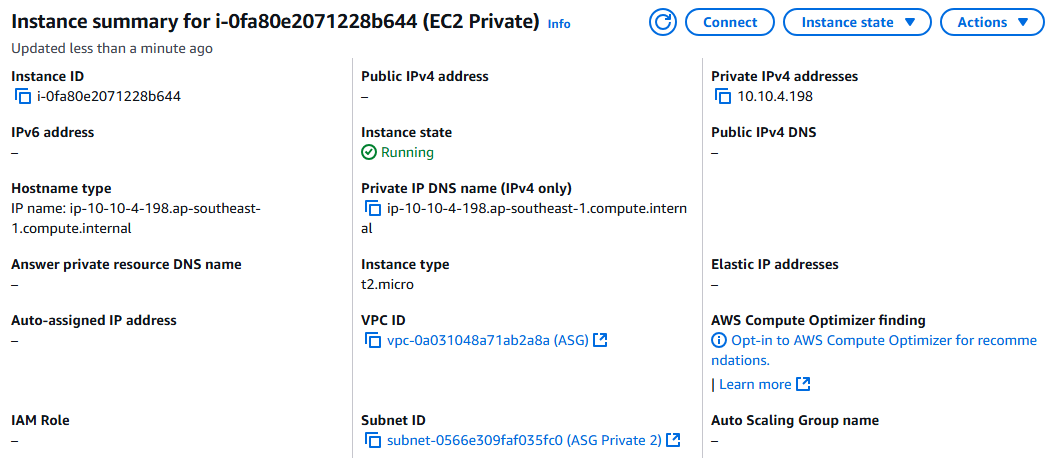 Instance summary for i-0fa80e2071228b644 (EC2 Private) Info
Connect
Instance state
Actions
Updated less than a minute ago
Instance ID
i-0fa80e2071228b644
Public IPv4 address
–
Private IPv4 addresses
10.10.4.198
IPv6 address
–
Instance state
Running
Public IPv4 DNS
–
Hostname type
IP name: ip-10-10-4-198.ap-southeast-
1.compute.internal
Private IP DNS name (IPv4 only)
ip-10-10-4-198.ap-southeast-1.compute.intern
al
Answer private resource DNS name
–
Instance type
t2.micro
Elastic IP addresses
–
Auto-assigned IP address
–
VPC ID
vpc-0a031048a71ab2a8a (ASG)
AWS Compute Optimizer finding
Opt-in to AWS Compute Optimizer for recomme
ndations.
| Learn more
IAM Role
–
Subnet ID
subnet-0566e309faf035fc0 (ASG Private 2)
Auto Scaling Group name
–